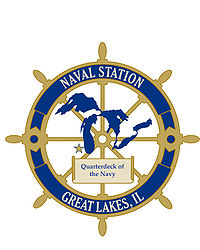 NAVAL STATION
Quarterdeck of
the Navy
GREAT LAKES, IL